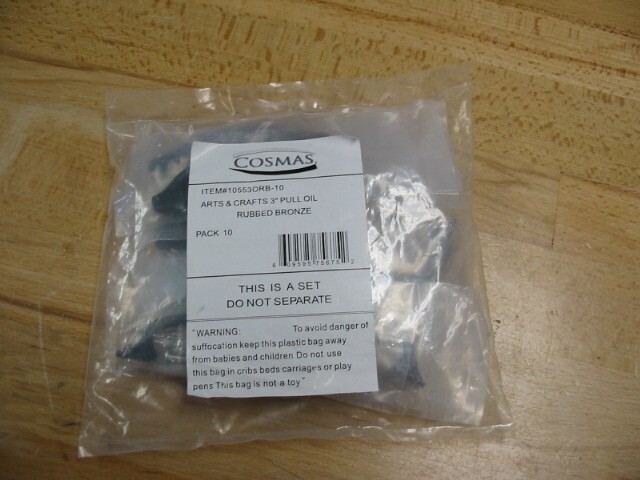 COSMAS
ITEM#10553ORB-10
ARTS & CRAFTS 3" PULL OIL
RUBBED BRONZE
PACK 10
THIS IS A SET
DO NOT SEPARATE
"WARNING: To avoid danger of
suffocation keep this plastic bag away
from babies and children Do not use
this bag in cribs beds carriages or play
pens This bag is not a toy"